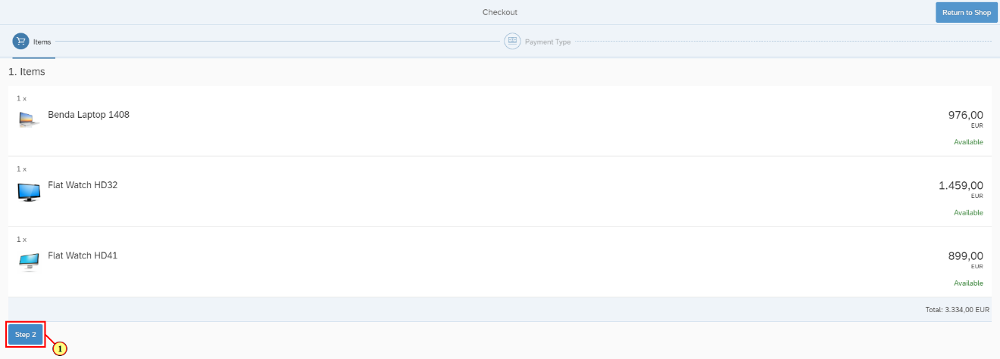 Checkout
Return to Shop
Items
Payment Type
1. Items
1 x
Benda Laptop 1408
976,00
EUR
Available
1 x
Flat Watch HD32
1.459,00
EUR
Available
1 x
Flat Watch HD41
899,00
EUR
Available
Total: 3.334,00 EUR
Step 2
1